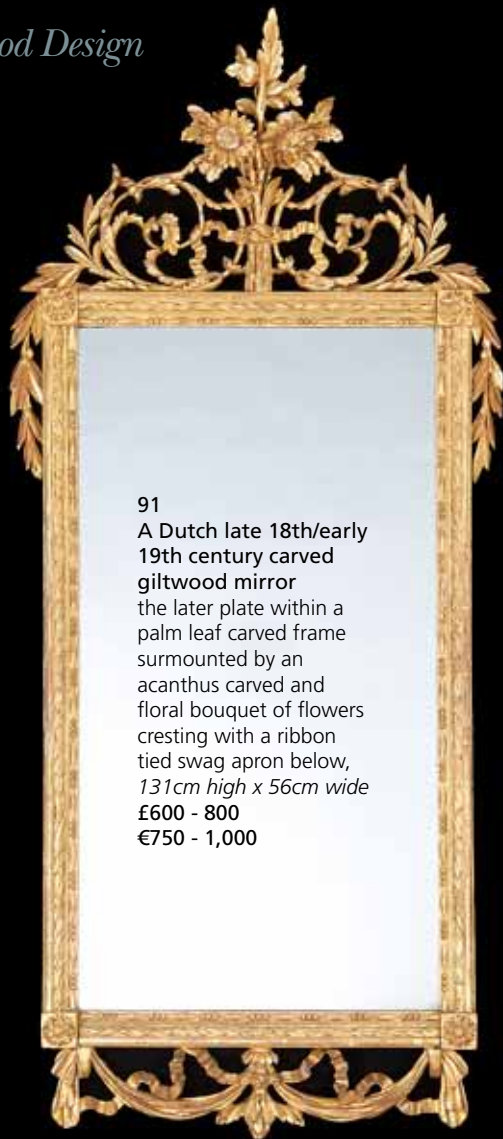 Design
91
A Dutch late 18th/early
19th century carved
giltwood mirror
the later plate within a
palm leaf carved frame
surmounted by an
acanthus carved and
floral bouquet of flowers
cresting with a ribbon
tied swag apron below,
131cm high x 56cm wide
£600 - 800
€750 - 1,000